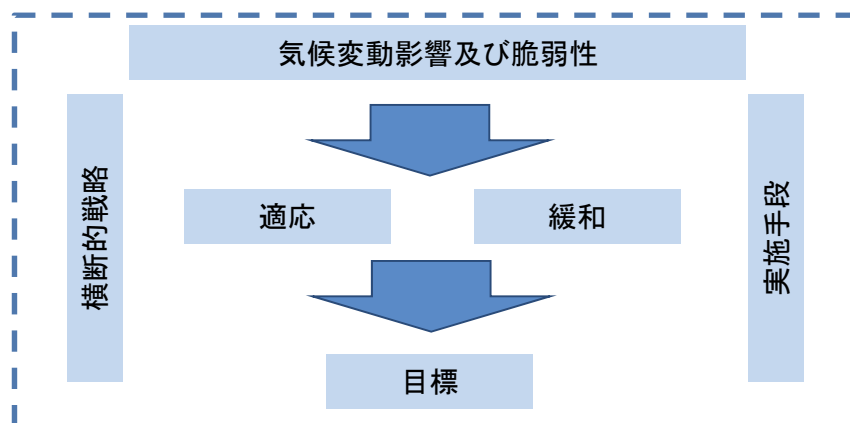 気候変動影響及び脆弱性
横断的戦略
適応
緩和
実施手段
目標